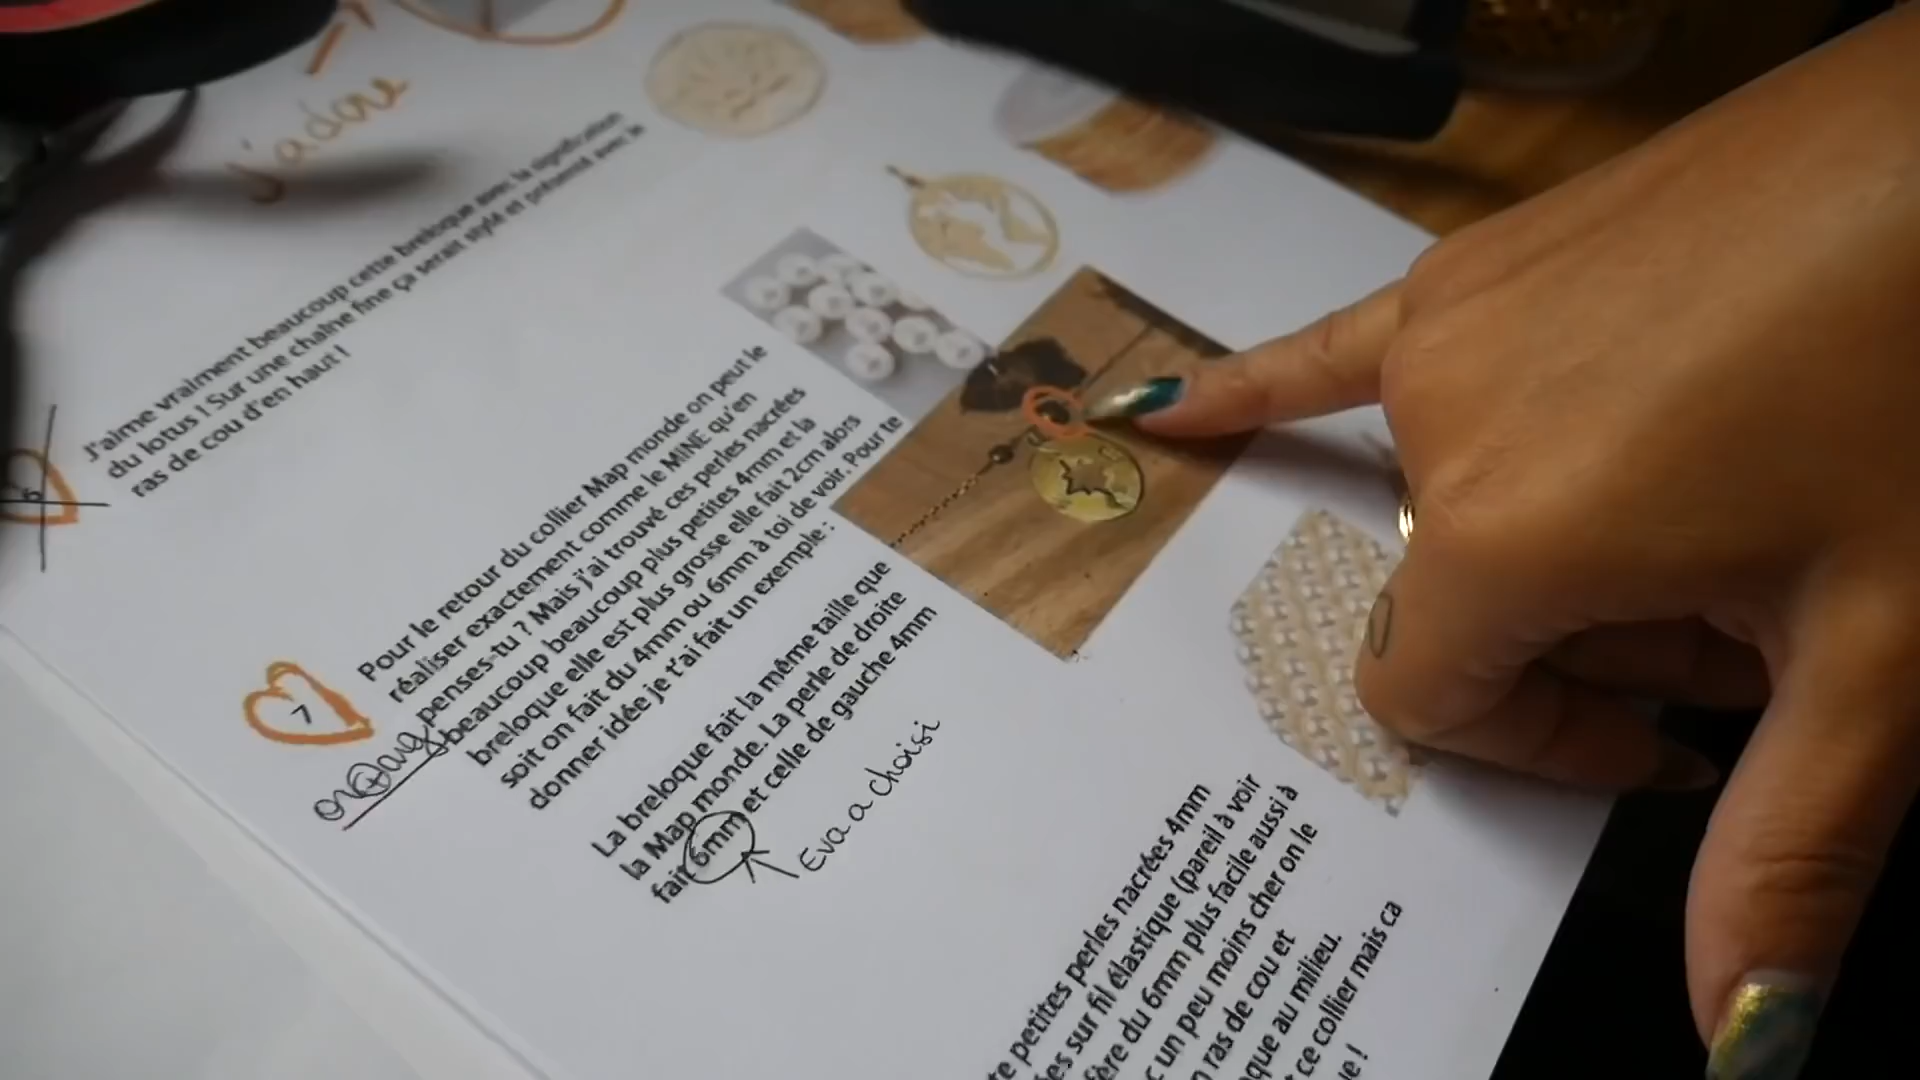 j'adore
J'aime vraiment beaucoup cette breloque avec la signification
du lotus ! Sur une chaîne fine ça serait stylé et présenté avec le
ras de cou d'en haut !
6
Pour le retour du collier Map monde on peut le
réaliser exactement comme le MINE qu'en
penses-tu ? Mais j'ai trouvé ces perles nacrées
beaucoup beaucoup plus petites 4mm et la
breloque elle est plus grosse elle fait 2cm alors
soit on fait du 4mm ou 6mm à toi de voir. Pour te
donner idée je t'ai fait un exemple :
7
La breloque fait la même taille que
la Map monde. La perle de droite
fait 6mm et celle de gauche 4mm
Eva a choisi
te petites perles nacrées 4mm
es sur fil élastique (pareil à voir
ère du 6mm plus facile aussi à
c un peu moins cher on le
n ras de cou et
que au milieu.
t ce collier mais ca
ue !